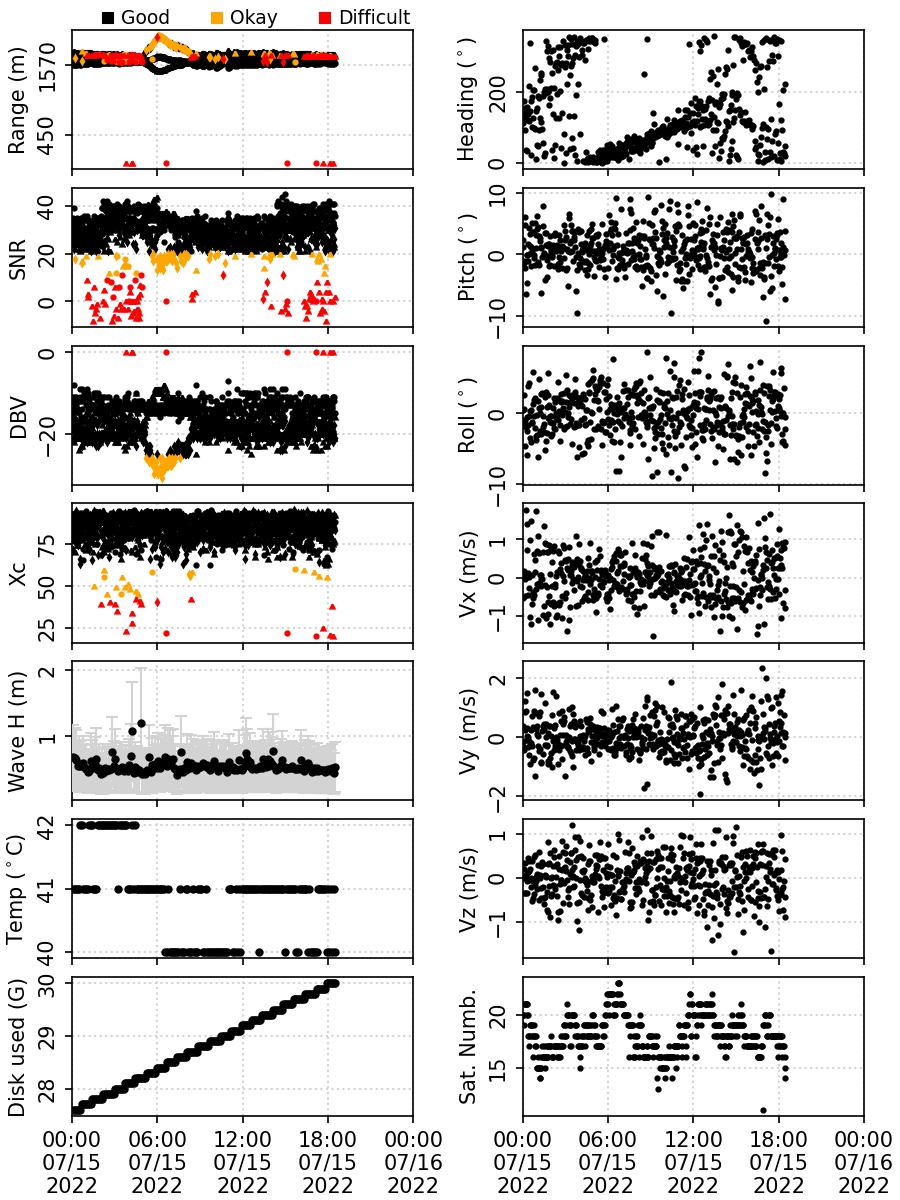 Good Okay Difficult
Range (m)
1570
450
Heading (°)
200
0
SNR
40
20
0
Pitch (°)
10
0
−10
DBV
0
−20
Roll (°)
0
−10
Xc
75
50
25
Vx (m/s)
1
0
−1
Wave H (m)
2
1
Vy (m/s)
2
0
−2
Temp (°C)
42
41
40
Vz (m/s)
1
0
−1
Disk used (G)
30
29
28
Sat. Numb.
20
15
00:00 06:00 12:00 18:00 00:00 00:00 06:00 12:00 18:00 00:00
07/15 07/15 07/15 07/15 07/16 07/15 07/15 07/15 07/15 07/16
2022 2022 2022 2022 2022 2022 2022 2022 2022 2022